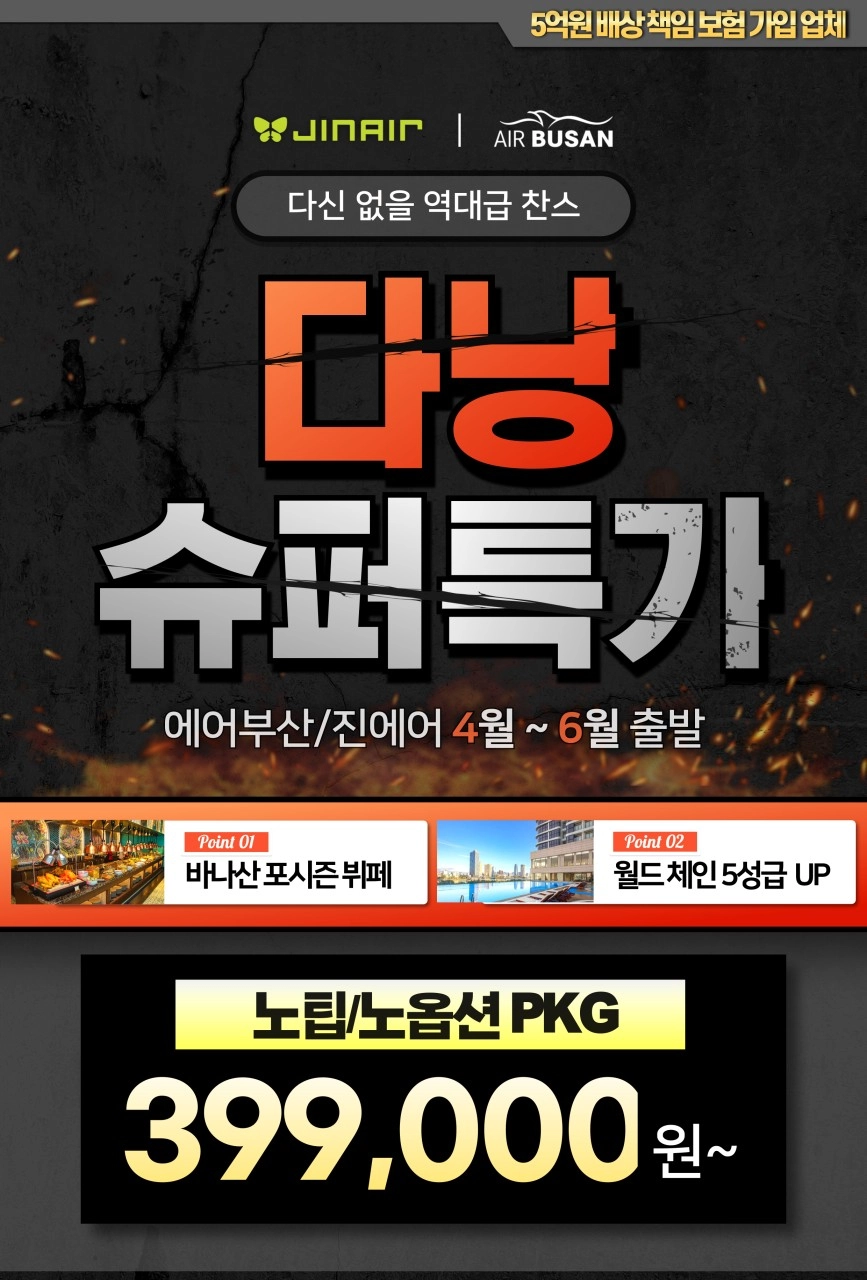 5억원 배상 책임 보험 가입 업체
JINAIR | AIR BUSAN
다신 없을 역대급 찬스
다낭
슈퍼특가
에어부산/진에어 4월 ~ 6월 출발
Point 01
바나산 포시즌 뷔페
Point 02
월드 체인 5성급 UP
노팁/노옵션 PKG
399,000 원~